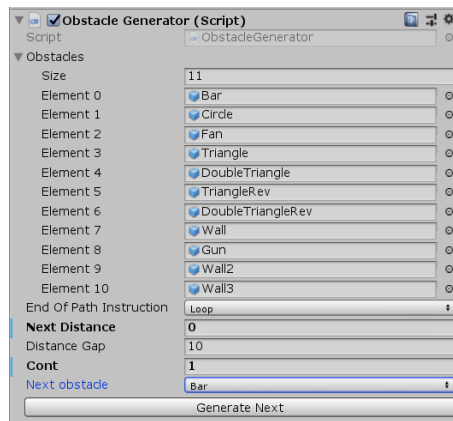 Obstacle Generator (Script)
Script ObstacleGenerator
Obstacles
Size 11
Element 0 Bar
Element 1 Circle
Element 2 Fan
Element 3 Triangle
Element 4 DoubleTriangle
Element 5 TriangleRev
Element 6 DoubleTriangleRev
Element 7 Wall
Element 8 Gun
Element 9 Wall2
Element 10 Wall3
End Of Path Instruction Loop
Next Distance 0
Distance Gap 10
Cont 1
Next obstacle Bar
Generate Next